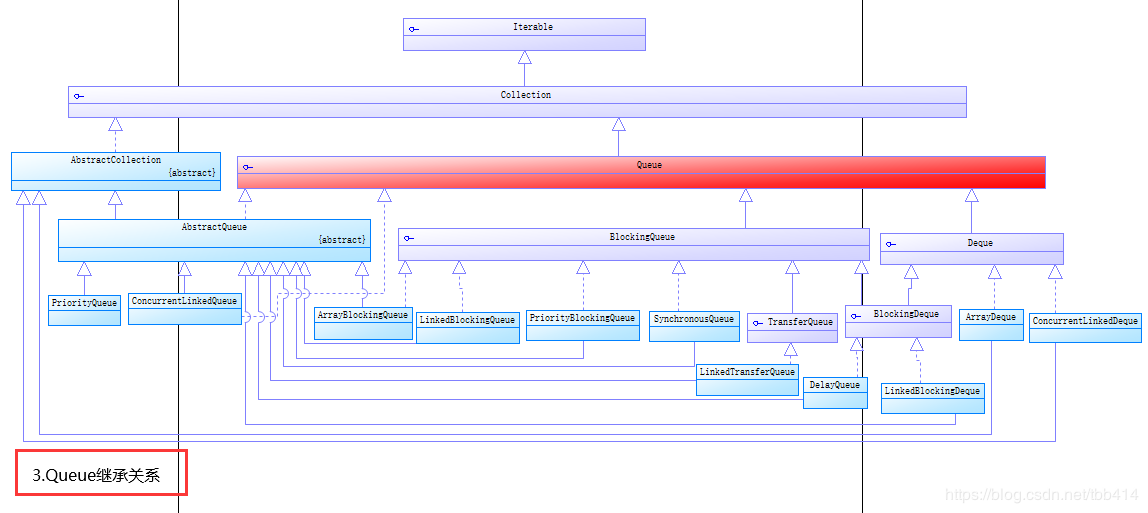 Iterable
Collection
AbstractCollection
{abstract}
Queue
AbstractQueue
{abstract}
BlockingQueue
Deque
PriorityQueue
ConcurrentLinkedQueue
ArrayBlockingQueue
LinkedBlockingQueue
PriorityBlockingQueue
SynchronousQueue
TransferQueue
BlockingDeque
ArrayDeque
ConcurrentLinkedDeque
LinkedTransferQueue
DelayQueue
LinkedBlockingDeque
3.Queue继承关系
https://blog.csdn.net/tbb414